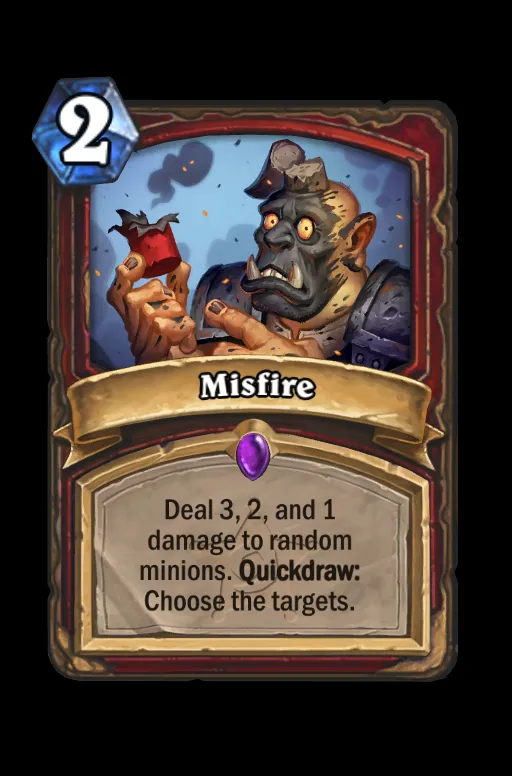 2
Misfire
Deal 3, 2, and 1
damage to random
minions. Quickdraw:
Choose the targets.